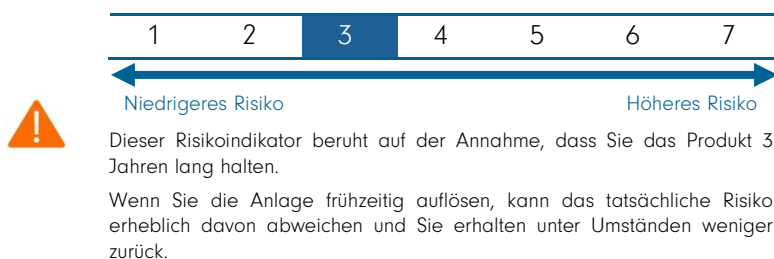 1 2 3 4 5 6 7
Niedrigeres Risiko Höheres Risiko
Dieser Risikoindikator beruht auf der Annahme, dass Sie das Produkt 3
Jahren lang halten.
Wenn Sie die Anlage frühzeitig auflösen, kann das tatsächliche Risiko
erheblich davon abweichen und Sie erhalten unter Umständen weniger
zurück.